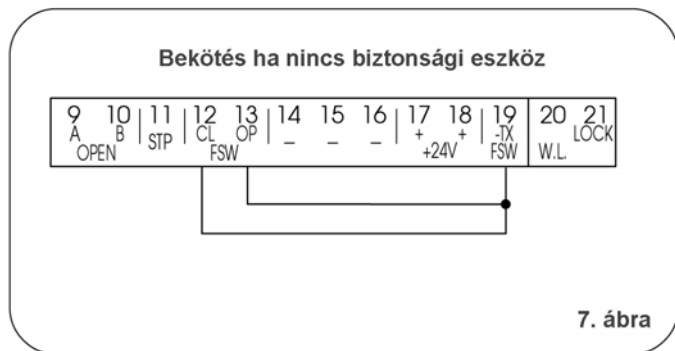 Bekötés ha nincs biztonsági eszköz
9 10 11 12 13 14 15 16 17 18 19 20 21
A B STP CL OP _ _ _ + + -TX LOCK
OPEN FSW +24V FSW W.L.
7. ábra